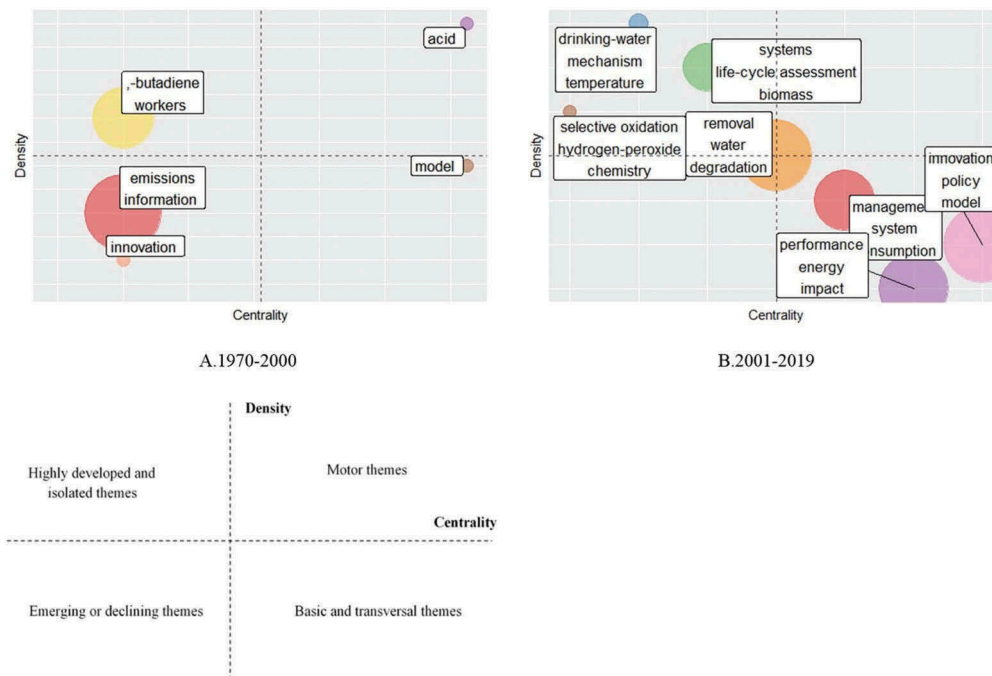 acid
,-butadiene
workers
model
emissions
information
innovation
Density
Centrality
A.1970-2000
drinking-water
mechanism
temperature
systems
life-cycle assessment
biomass
selective oxidation
hydrogen-peroxide
chemistry
removal
water
degradation
innovation
policy
model
managemen
system
onsumption
performance
energy
impact
Density
Centrality
B.2001-2019
Density
Highly developed and
isolated themes
Motor themes
Centrality
Emerging or declining themes
Basic and transversal themes